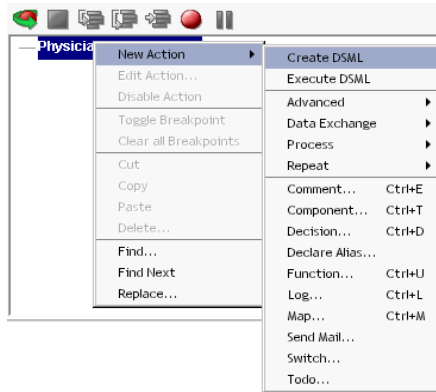 Physicia
New Action
Edit Action...
Disable Action
Toggle Breakpoint
Clear all Breakpoints
Cut
Copy
Paste
Delete...
Find...
Find Next
Replace...
Create DSML
Execute DSML
Advanced
Data Exchange
Process
Repeat
Comment... Ctrl+E
Component... Ctrl+T
Decision... Ctrl+D
Declare Alias...
Function... Ctrl+U
Log... Ctrl+L
Map... Ctrl+M
Send Mail...
Switch...
Todo...